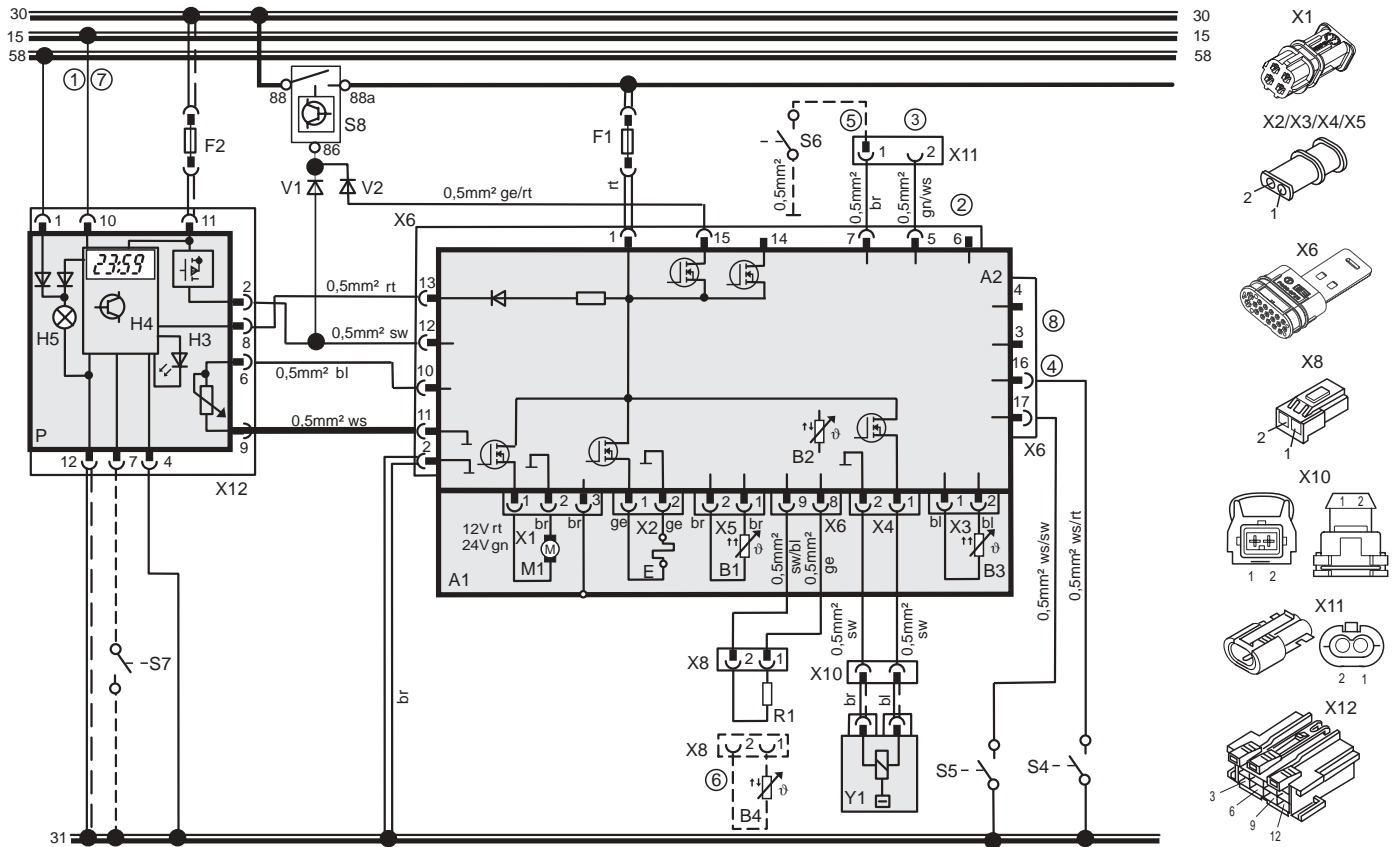 30
15
58
30
15
58
1
7
88
88a
S8
86
F2
F1
rt
S6
5
3
1
2
X11
0,5mm²
0,5mm²
br
0,5mm²
gn/ws
V1
V2
0,5mm² ge/rt
X6
2
1
10
11
1
15
14
7
5
6
A2
23:59
H4
H5
H3
P
2
8
6
9
0,5mm² rt
0,5mm² sw
0,5mm² bl
0,5mm² ws
13
12
10
11
2
4
3
16
17
8
4
X6
B2
ϑ
12
7
4
X12
1
2
3
1
2
2
1
9
8
2
1
1
2
12V rt
24V gn
X1
br
br
ge
X2
ge
br
X5
br
X6
X4
bl
X3
bl
M
M1
E
B1
ϑ
B3
ϑ
A1
0,5mm²
sw/bl
0,5mm²
ge
0,5mm²
sw
0,5mm²
sw
0,5mm² ws/sw
0,5mm² ws/rt
S7
br
X8
2
1
R1
X8
2
1
6
B4
ϑ
X10
br
bl
Y1
S5
S4
31
X1
X2/X3/X4/X5
2
1
X6
X8
2
1
X10
1 2
1 2
X11
2 1
X12
3
6
9
12